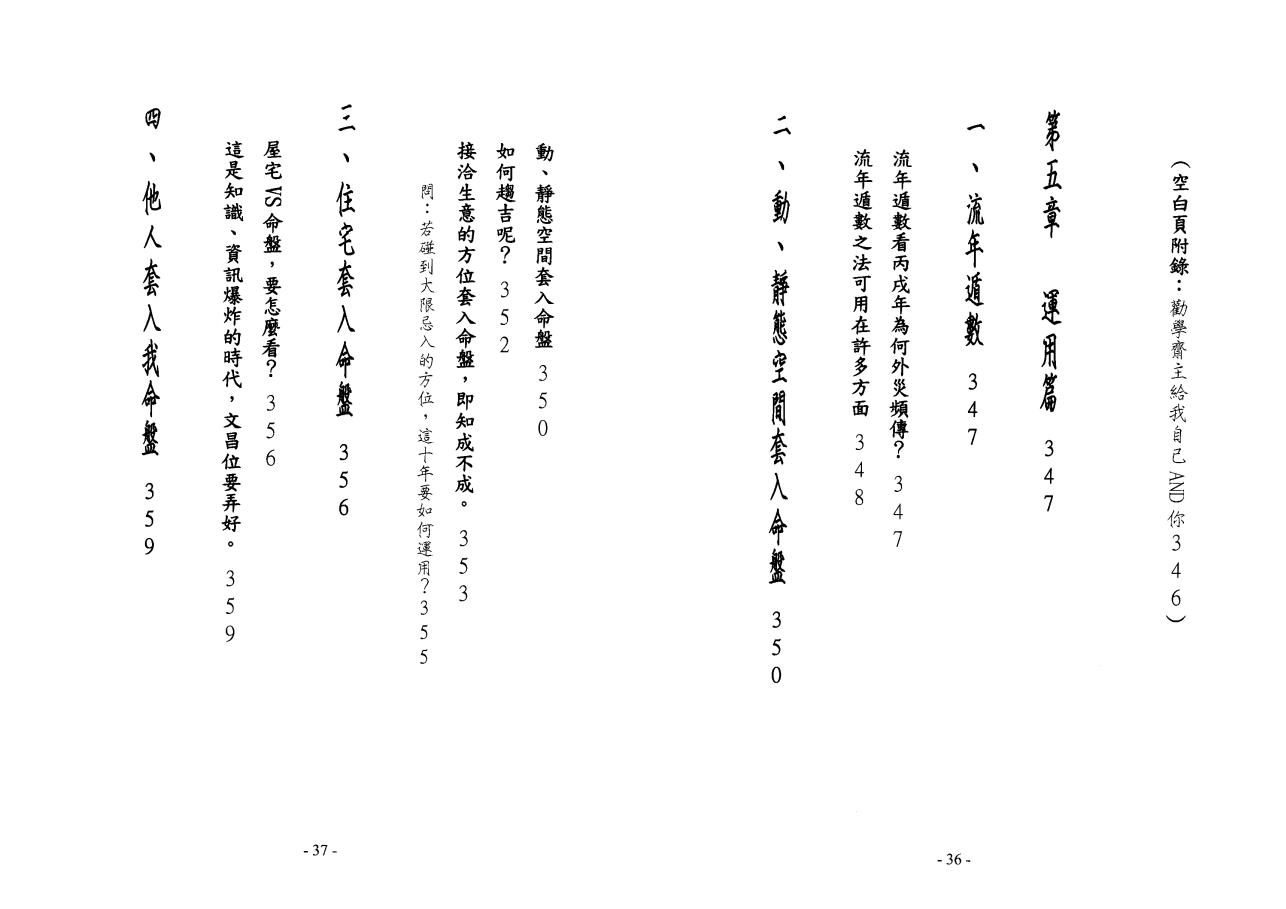 （空白頁附錄：勸學齋主給我自己AND你346）
第五章　運用篇　347
一、流年遁數　347
流年遁數看丙戌年為何外災頻傳？347
流年遁數之法可用在許多方面　348
二、動、靜態空間套入命盤　350
- 36 -
動、靜態空間套入命盤　350
如何趨吉呢？352
接洽生意的方位套入命盤，即知成不成。353
問：若碰到大限忌入的方位，這十年要如何運用？355
三、住宅套入命盤　356
屋宅VS命盤，要怎麼看？356
這是知識、資訊爆炸的時代，文昌位要弄好。359
四、他人套入我命盤　359
- 37 -